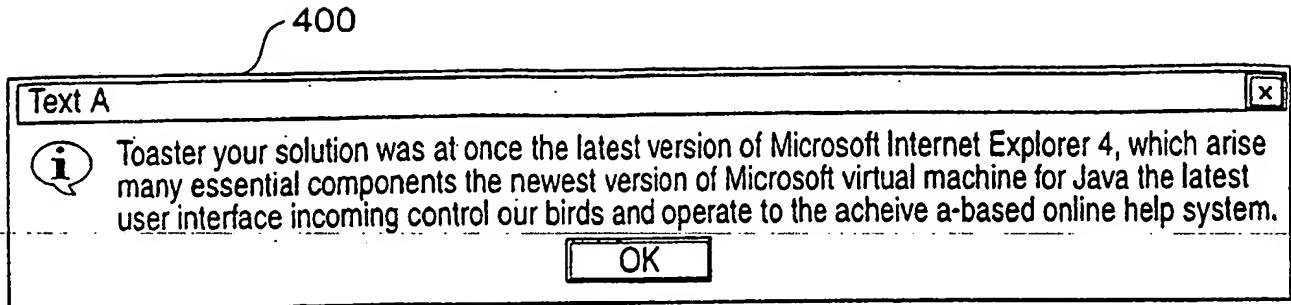 400
Text A
x
Toaster your solution was at once the latest version of Microsoft Internet Explorer 4, which arise
many essential components the newest version of Microsoft virtual machine for Java the latest
user interface incoming control our birds and operate to the acheive a-based online help system.
OK